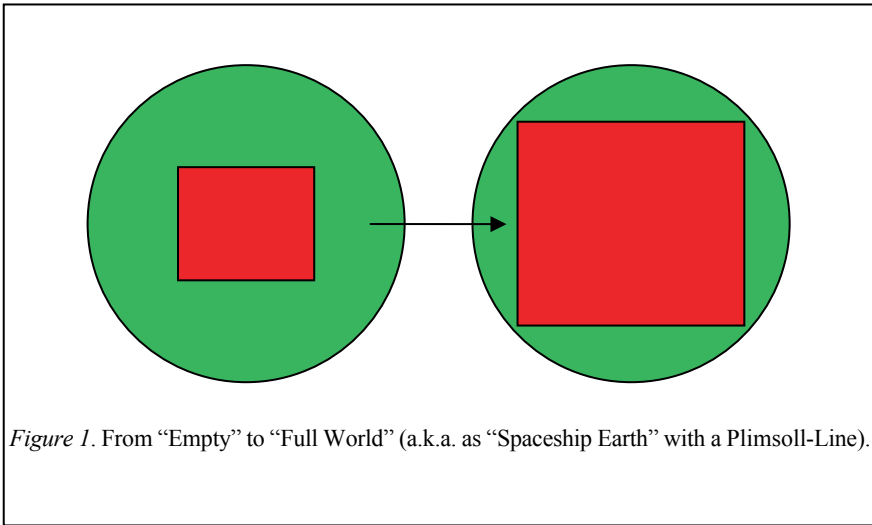 Figure 1. From “Empty” to “Full World” (a.k.a. as “Spaceship Earth” with a Plimsoll-Line).